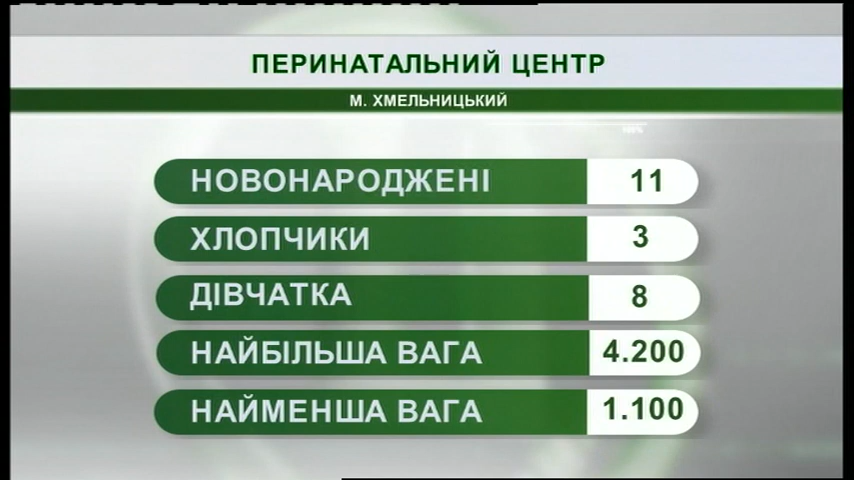 ПЕРИНАТАЛЬНИЙ ЦЕНТР
М. ХМЕЛЬНИЦЬКИЙ
НОВОНАРОДЖЕНІ 11
ХЛОПЧИКИ 3
ДІВЧАТКА 8
НАЙБІЛЬША ВАГА 4.200
НАЙМЕНША ВАГА 1.100